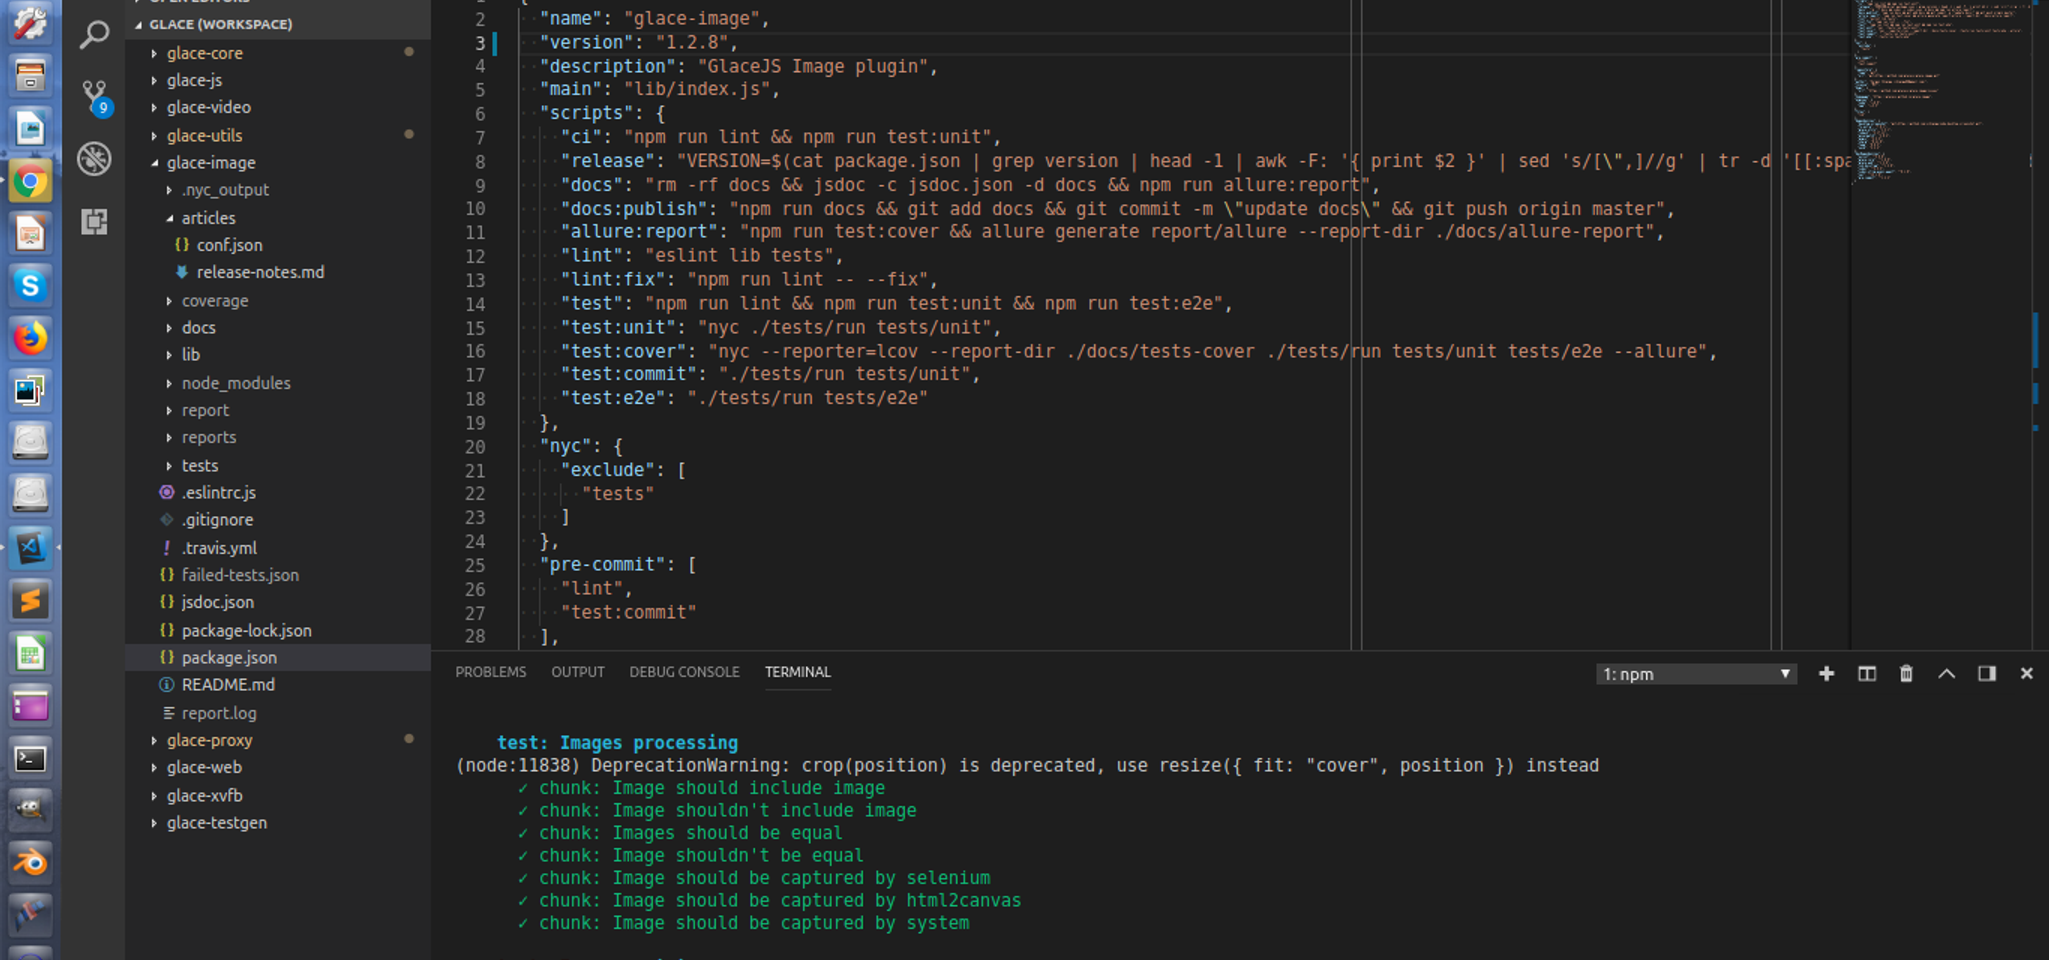 GLACE (WORKSPACE)
glace-core
glace-js
glace-video
glace-utils
glace-image
.nyc_output
articles
conf.json
release-notes.md
coverage
docs
lib
node_modules
report
reports
tests
.eslintrc.js
.gitignore
.travis.yml
failed-tests.json
jsdoc.json
package-lock.json
package.json
README.md
report.log
glace-proxy
glace-web
glace-xvfb
glace-testgen
9
2 "name": "glace-image",
3 "version": "1.2.8",
4 "description": "GlaceJS Image plugin",
5 "main": "lib/index.js",
6 "scripts": {
7 "ci": "npm run lint && npm run test:unit",
8 "release": "VERSION=$(cat package.json | grep version | head -1 | awk -F: '{ print $2 }' | sed 's/[\",]//g' | tr -d '[[:spa
9 "docs": "rm -rf docs && jsdoc -c jsdoc.json -d docs && npm run allure:report",
10 "docs:publish": "npm run docs && git add docs && git commit -m \"update docs\" && git push origin master",
11 "allure:report": "npm run test:cover && allure generate report/allure --report-dir ./docs/allure-report",
12 "lint": "eslint lib tests",
13 "lint:fix": "npm run lint -- --fix",
14 "test": "npm run lint && npm run test:unit && npm run test:e2e",
15 "test:unit": "nyc ./tests/run tests/unit",
16 "test:cover": "nyc --reporter=lcov --report-dir ./docs/tests-cover ./tests/run tests/unit tests/e2e --allure",
17 "test:commit": "./tests/run tests/unit",
18 "test:e2e": "./tests/run tests/e2e"
19 },
20 "nyc": {
21 "exclude": [
22 "tests"
23 ]
24 },
25 "pre-commit": [
26 "lint",
27 "test:commit"
28 ],
PROBLEMS OUTPUT DEBUG CONSOLE TERMINAL 1: npm
test: Images processing
(node:11838) DeprecationWarning: crop(position) is deprecated, use resize({ fit: "cover", position }) instead
✓ chunk: Image should include image
✓ chunk: Image shouldn't include image
✓ chunk: Images should be equal
✓ chunk: Image shouldn't be equal
✓ chunk: Image should be captured by selenium
✓ chunk: Image should be captured by html2canvas
✓ chunk: Image should be captured by system